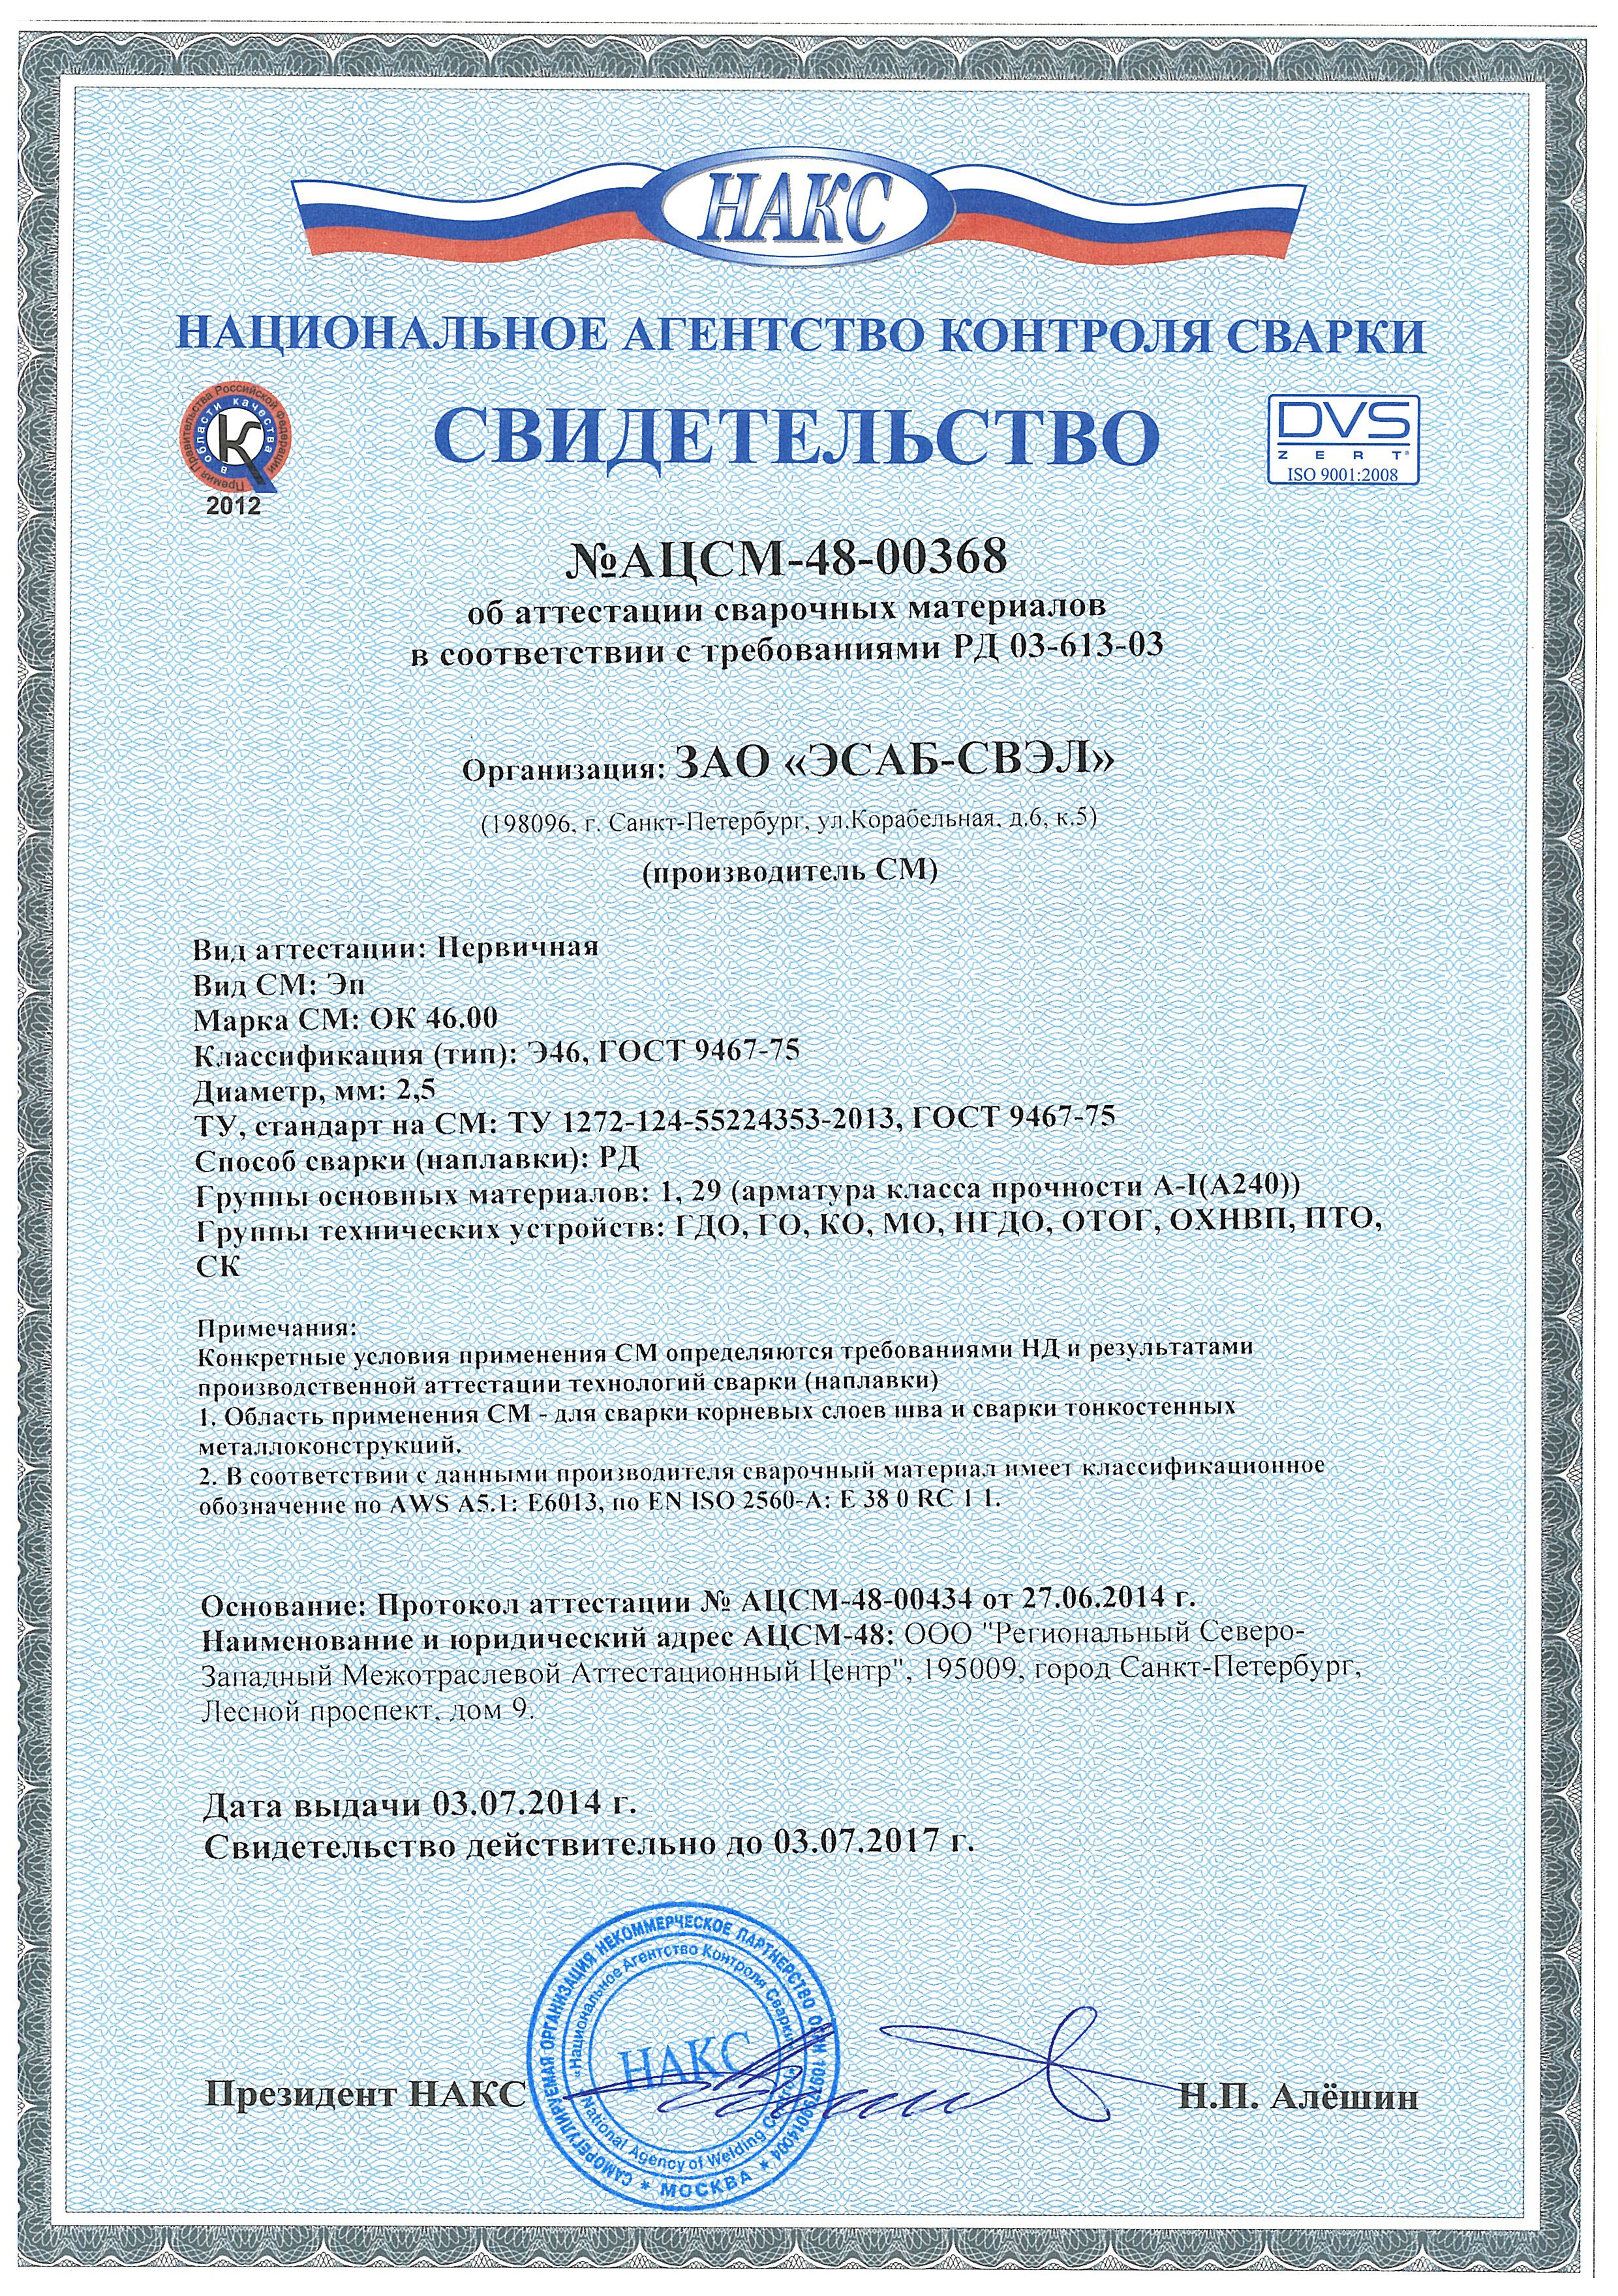 НАКС
НАЦИОНАЛЬНОЕ АГЕНТСТВО КОНТРОЛЯ СВАРКИ
Премия Правительства Российской Федерации
в области качества
2012
СВИДЕТЕЛЬСТВО
DVS
ZERT®
ISO 9001:2008
№АЦСМ-48-00368
об аттестации сварочных материалов
в соответствии с требованиями РД 03-613-03
Организация: ЗАО «ЭСАБ-СВЭЛ»
(198096, г. Санкт-Петербург, ул.Корабельная, д.6, к.5)
(производитель СМ)
Вид аттестации: Первичная
Вид СМ: Эп
Марка СМ: ОК 46.00
Классификация (тип): Э46, ГОСТ 9467-75
Диаметр, мм: 2,5
ТУ, стандарт на СМ: ТУ 1272-124-55224353-2013, ГОСТ 9467-75
Способ сварки (наплавки): РД
Группы основных материалов: 1, 29 (арматура класса прочности А-I(А240))
Группы технических устройств: ГДО, ГО, КО, МО, НГДО, ОТОГ, ОХНВП, ПТО,
СК
Примечания:
Конкретные условия применения СМ определяются требованиями НД и результатами
производственной аттестации технологий сварки (наплавки)
1. Область применения СМ - для сварки корневых слоев шва и сварки тонкостенных
металлоконструкций.
2. В соответствии с данными производителя сварочный материал имеет классификационное
обозначение по AWS A5.1: E6013, по EN ISO 2560-A: E 38 0 RC 1 1.
Основание: Протокол аттестации № АЦСМ-48-00434 от 27.06.2014 г.
Наименование и юридический адрес АЦСМ-48: ООО "Региональный Северо-
Западный Межотраслевой Аттестационный Центр", 195009, город Санкт-Петербург,
Лесной проспект, дом 9.
Дата выдачи 03.07.2014 г.
Свидетельство действительно до 03.07.2017 г.
САМОРЕГУЛИРУЕМАЯ ОРГАНИЗАЦИЯ НЕКОММЕРЧЕСКОЕ ПАРТНЕРСТВО ОГРН 1097799014004
* МОСКВА *
"Национальное Агентство Контроля Сварки"
National Agency of Welding Control
НАКС
Президент НАКС
Н.П. Алёшин